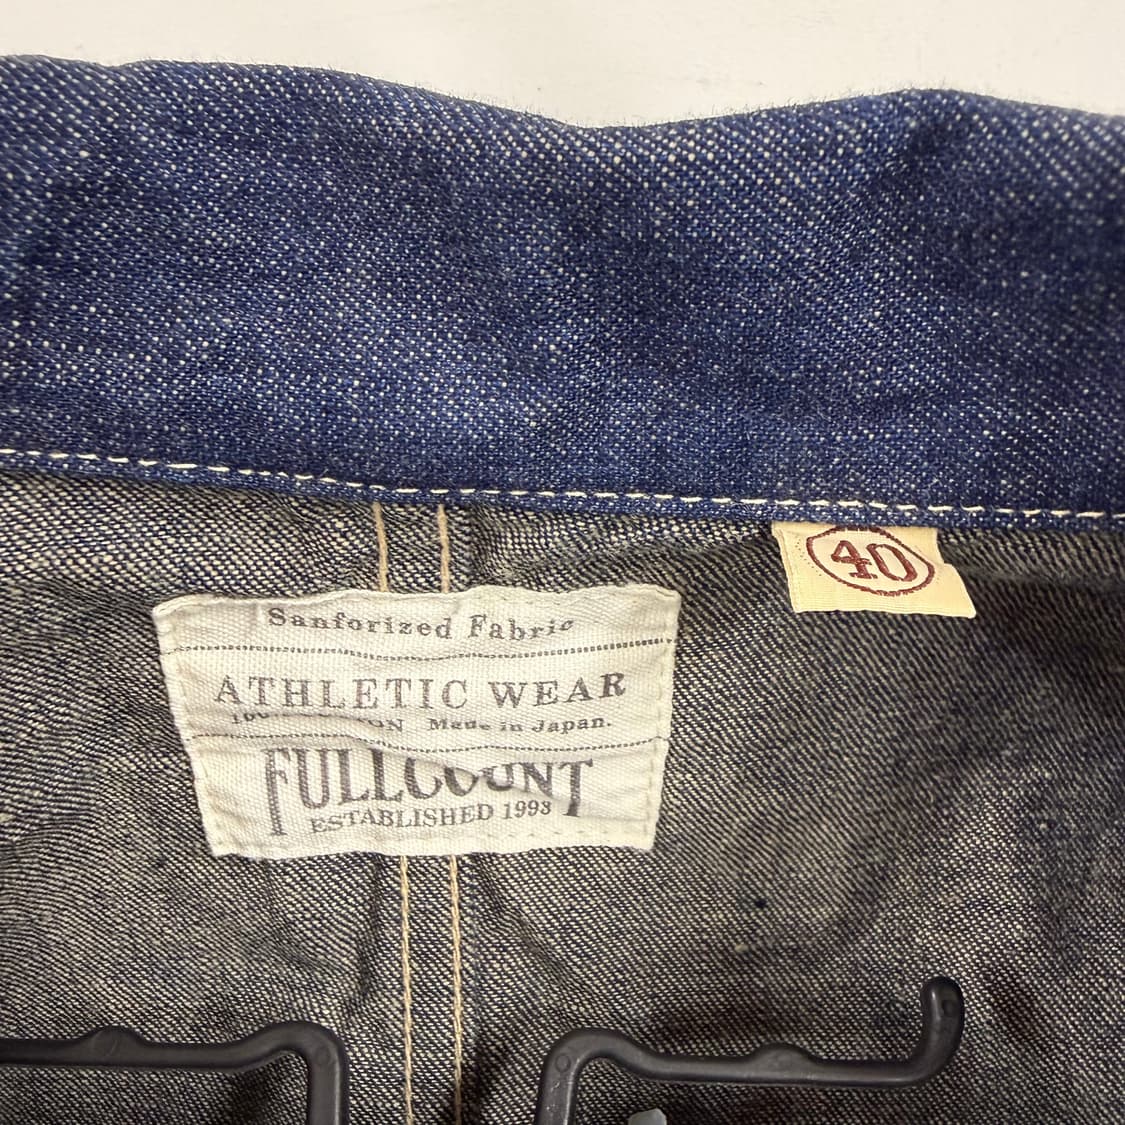 40
Sanforized Fabric
ATHLETIC WEAR
Made in Japan.
FULLCOUNT
ESTABLISHED 1993